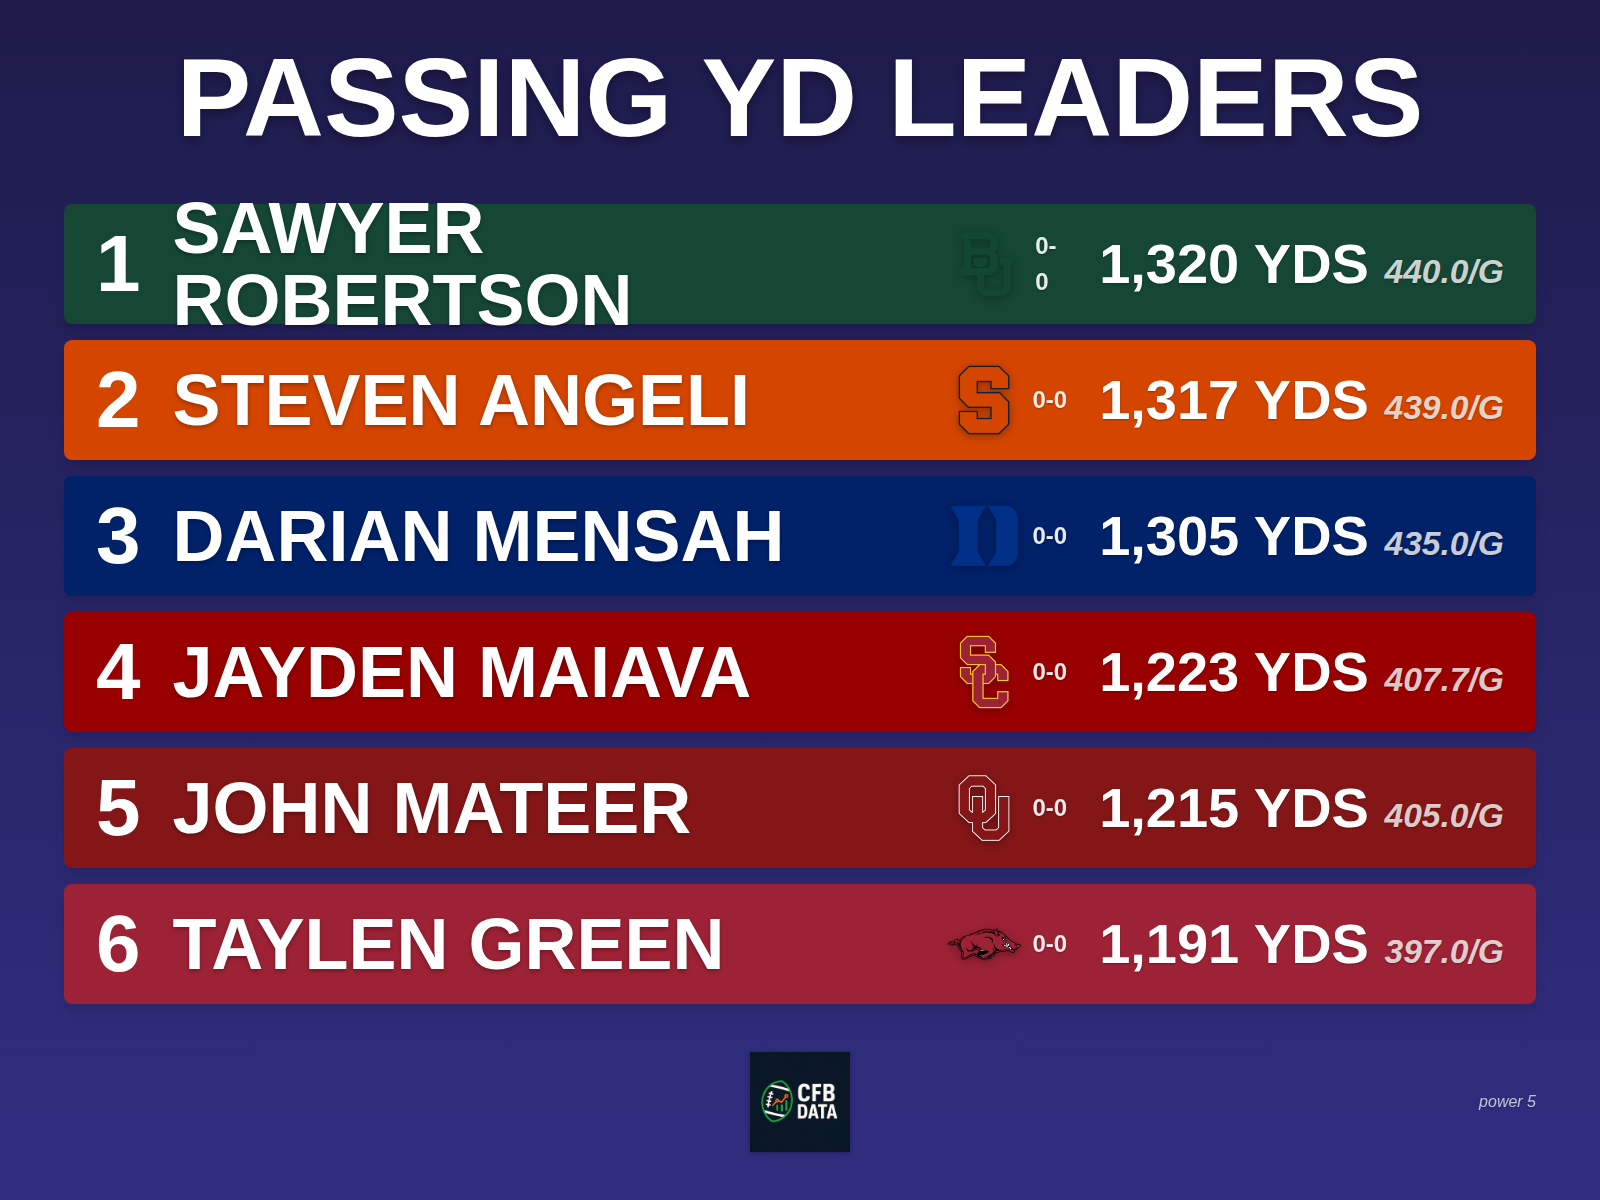 PASSING YD LEADERS
1 SAWYER ROBERTSON BU 0-0 1,320 YDS 440.0/G
2 STEVEN ANGELI S 0-0 1,317 YDS 439.0/G
3 DARIAN MENSAH D 0-0 1,305 YDS 435.0/G
4 JAYDEN MAIAVA SC 0-0 1,223 YDS 407.7/G
5 JOHN MATEER OU 0-0 1,215 YDS 405.0/G
6 TAYLEN GREEN 0-0 1,191 YDS 397.0/G
CFB
DATA
power 5